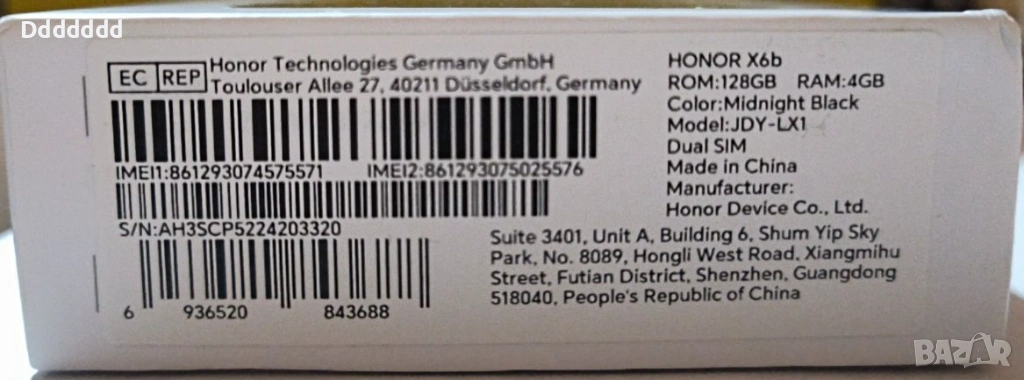 Ddddddd
EC REP
Honor Technologies Germany GmbH
Toulouser Allee 27, 40211 Düsseldorf, Germany
IMEI1:861293074575571 IMEI2:861293075025576
S/N:AH3SCP5224203320
6 936520 843688
HONOR X6b
ROM:128GB RAM:4GB
Color:Midnight Black
Model:JDY-LX1
Dual SIM
Made in China
Manufacturer:
Honor Device Co., Ltd.
Suite 3401, Unit A, Building 6, Shum Yip Sky
Park, No. 8089, Hongli West Road, Xiangmihu
Street, Futian District, Shenzhen, Guangdong
518040, People's Republic of China
BAZAR